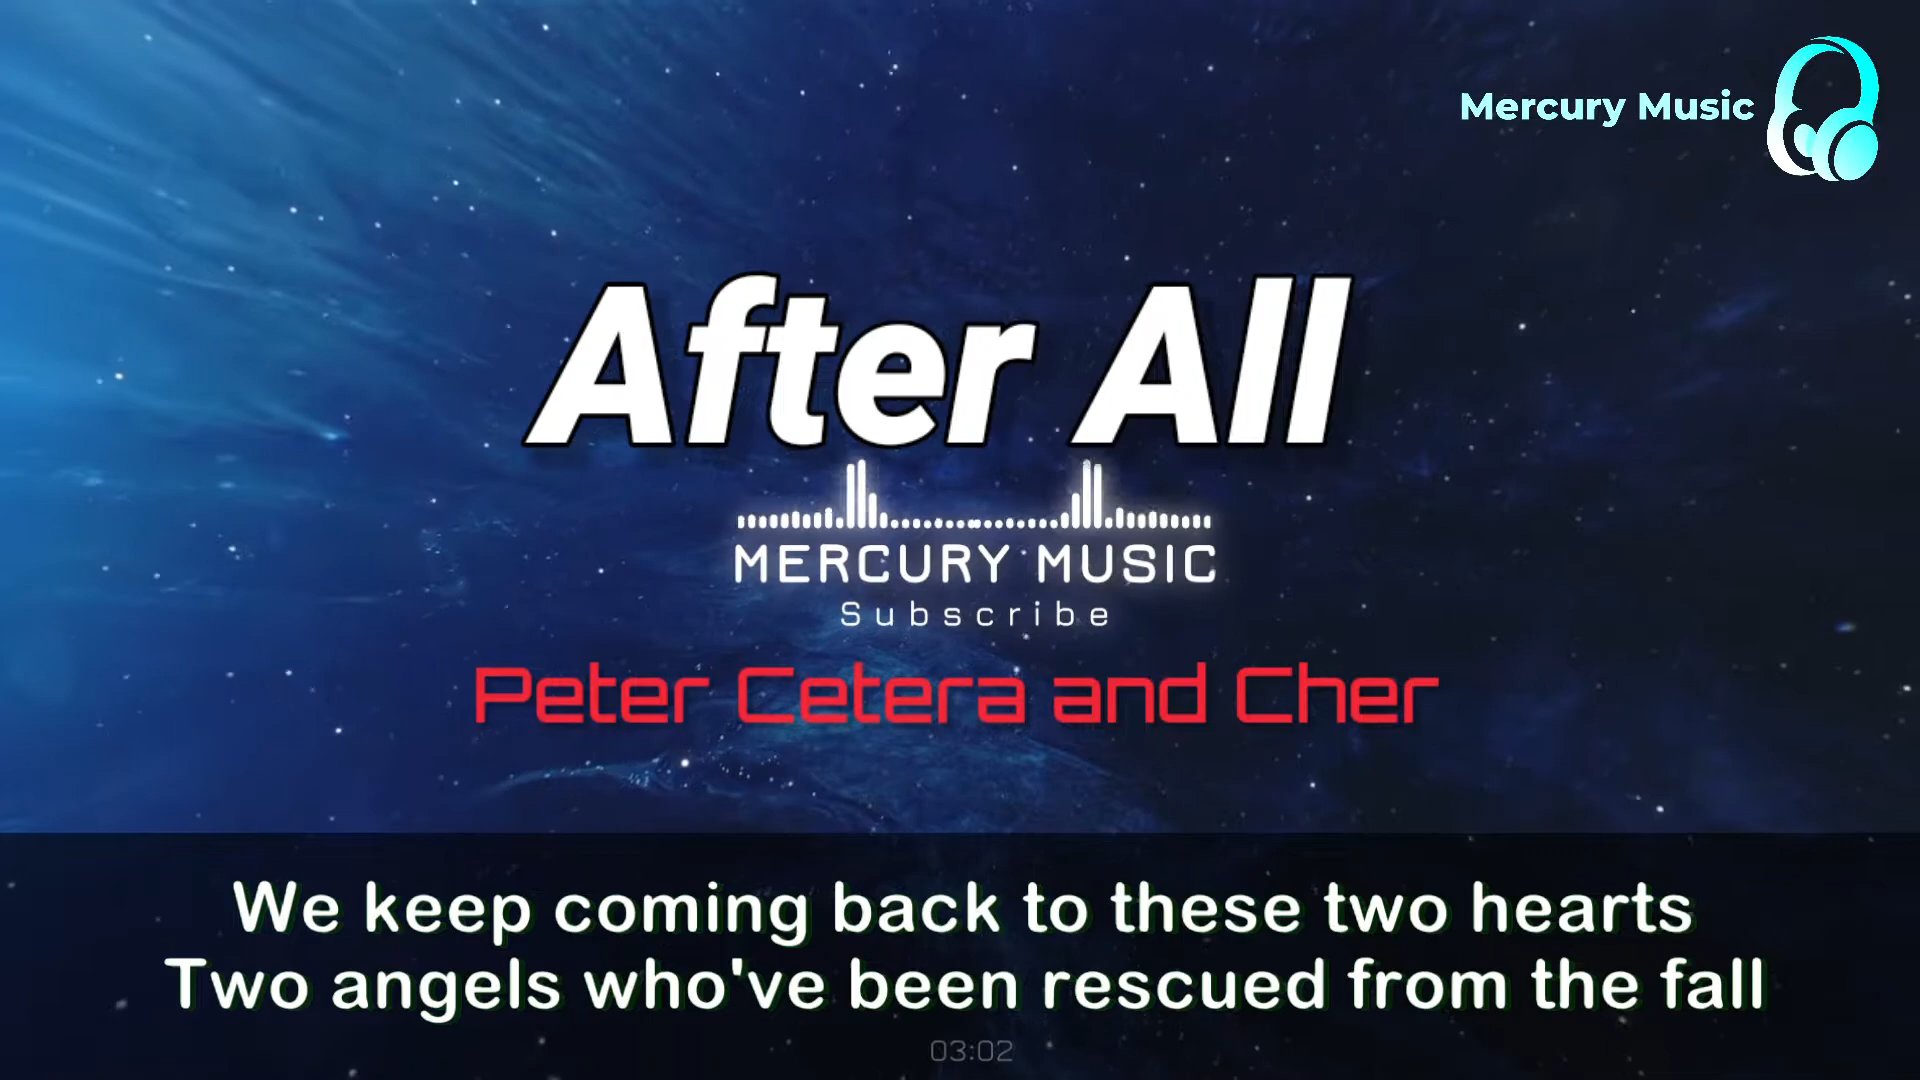 Mercury Music
After All
MERCURY MUSIC
Subscribe
Peter Cetera and Cher
We keep coming back to these two hearts
Two angels who've been rescued from the fall
03:02